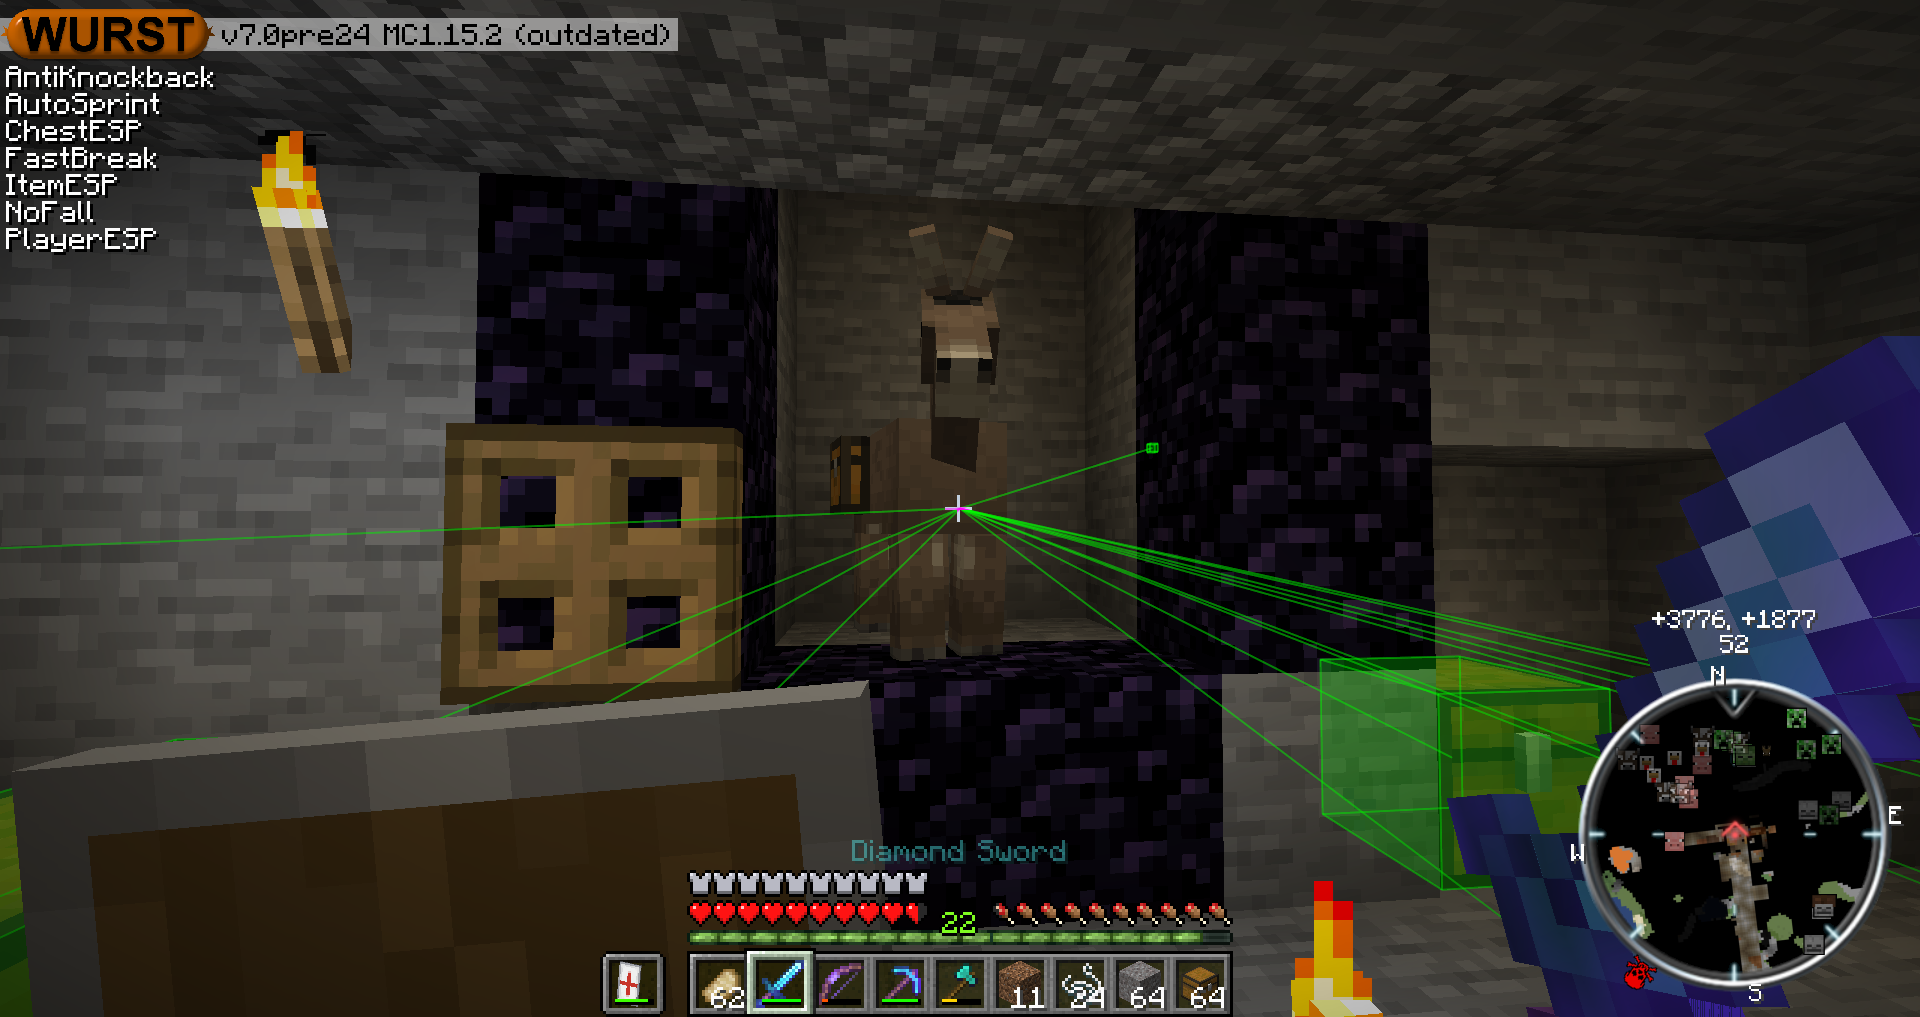 WURST v7.0pre24 MC1.15.2 (outdated)
AntiKnockback
AutoSprint
ChestESP
FastBreak
ItemESP
NoFall
PlayerESP
+3776, +1877
52
N
E
W
S
Diamond Sword
22
62
11
24
64
64